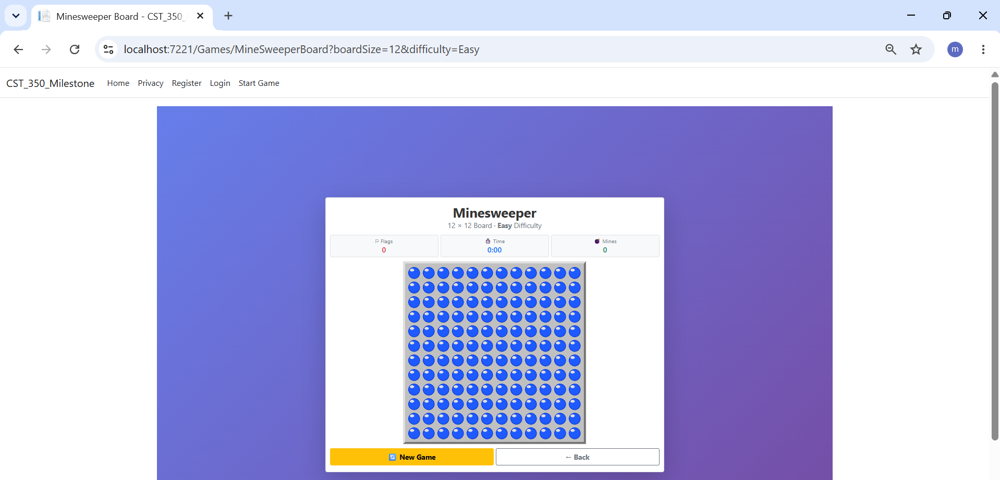 Minesweeper Board - CST_350_
localhost:7221/Games/MineSweeperBoard?boardSize=12&difficulty=Easy
m
CST_350_Milestone Home Privacy Register Login Start Game
Minesweeper
12 × 12 Board · Easy Difficulty
Flags Time Mines
0 0:00 0
New Game ← Back